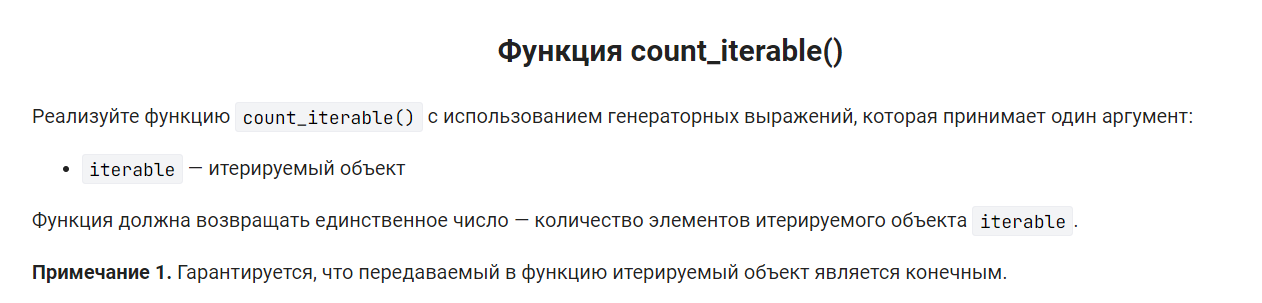 Функция count_iterable()
Реализуйте функцию count_iterable() с использованием генераторных выражений, которая принимает один аргумент:
• iterable — итерируемый объект
Функция должна возвращать единственное число — количество элементов итерируемого объекта iterable.
Примечание 1. Гарантируется, что передаваемый в функцию итерируемый объект является конечным.